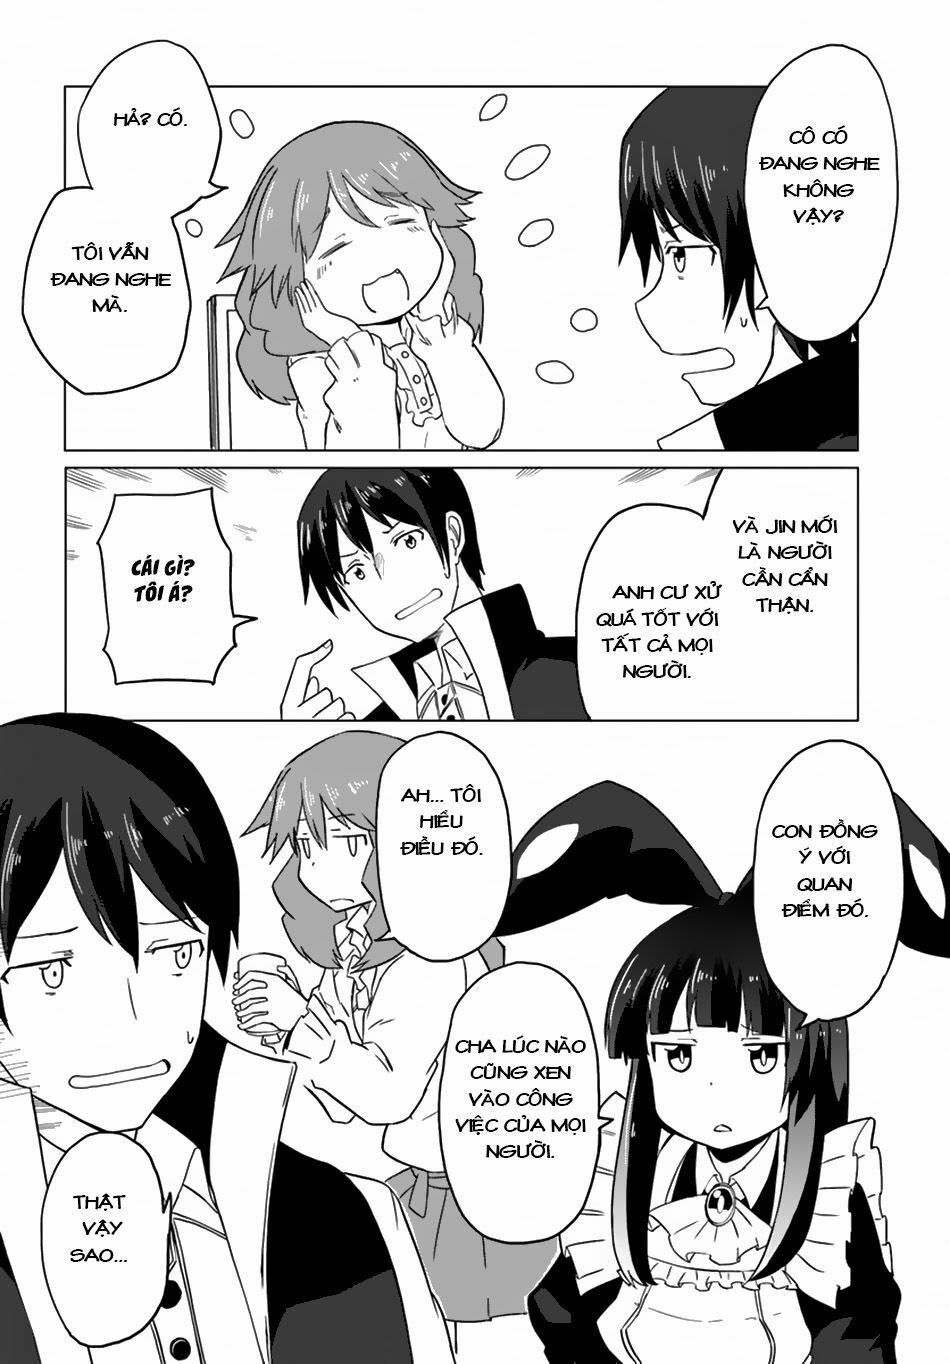 CÔ CÓ
ĐANG NGHE
KHÔNG
VẬY?
HẢ? CÓ.
TÔI VẪN
ĐANG NGHE
MÀ.
VÀ JIN MỚI
LÀ NGƯỜI
CẦN CẨN
THẬN.
ANH CƯ XỬ
QUÁ TỐT VỚI
TẤT CẢ MỌI
NGƯỜI.
CÁI GÌ?
TÔI Á?
CON ĐỒNG
Ý VỚI
QUAN
ĐIỂM ĐÓ.
AH... TÔI
HIỂU
ĐIỀU ĐÓ.
CHA LÚC NÀO
CŨNG XEN
VÀO CÔNG
VIỆC CỦA MỌI
NGƯỜI.
THẬT
VẬY
SAO...